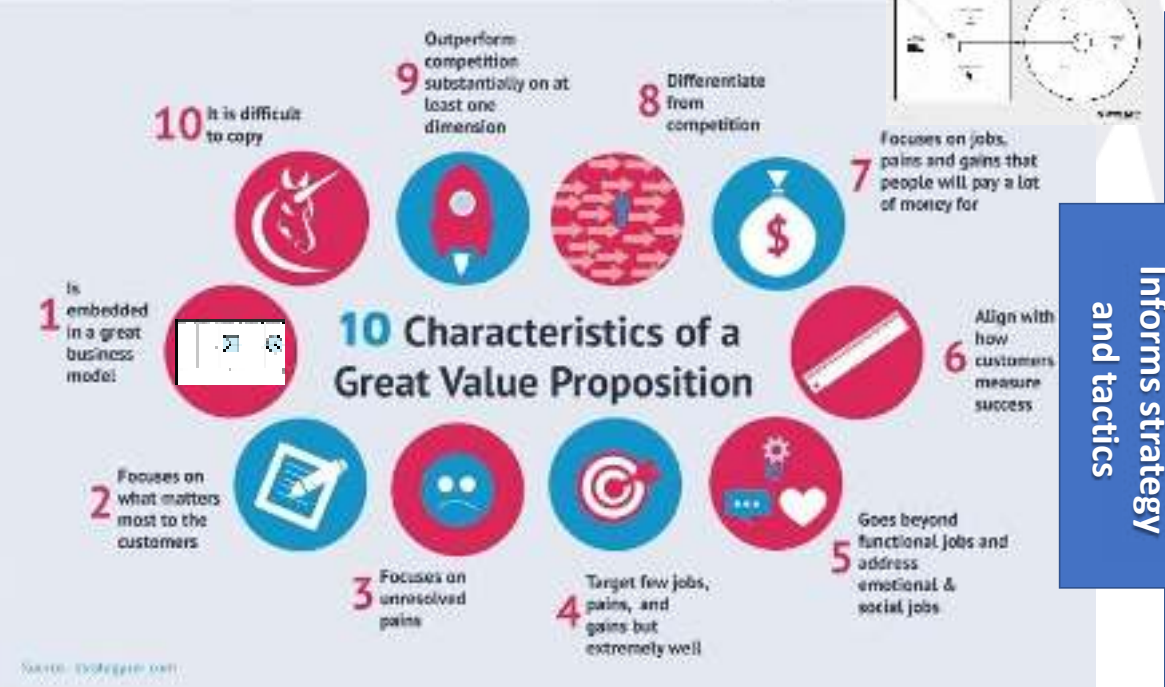 10 Characteristics of a
Great Value Proposition
1 Is
embedded
in a great
business
model
2 Focuses on
what matters
most to the
customers
3 Focuses on
unresolved
pains
4 Target few jobs,
pains, and
gains but
extremely well
5 Goes beyond
functional jobs and
address
emotional &
social jobs
6 Align with
how
customers
measure
success
7 Focuses on jobs,
pains and gains that
people will pay a lot
of money for
8 Differentiate
from
competition
9 Outperform
competition
substantially on at
least one
dimension
10 It is difficult
to copy
$
Informs strategy
and tactics